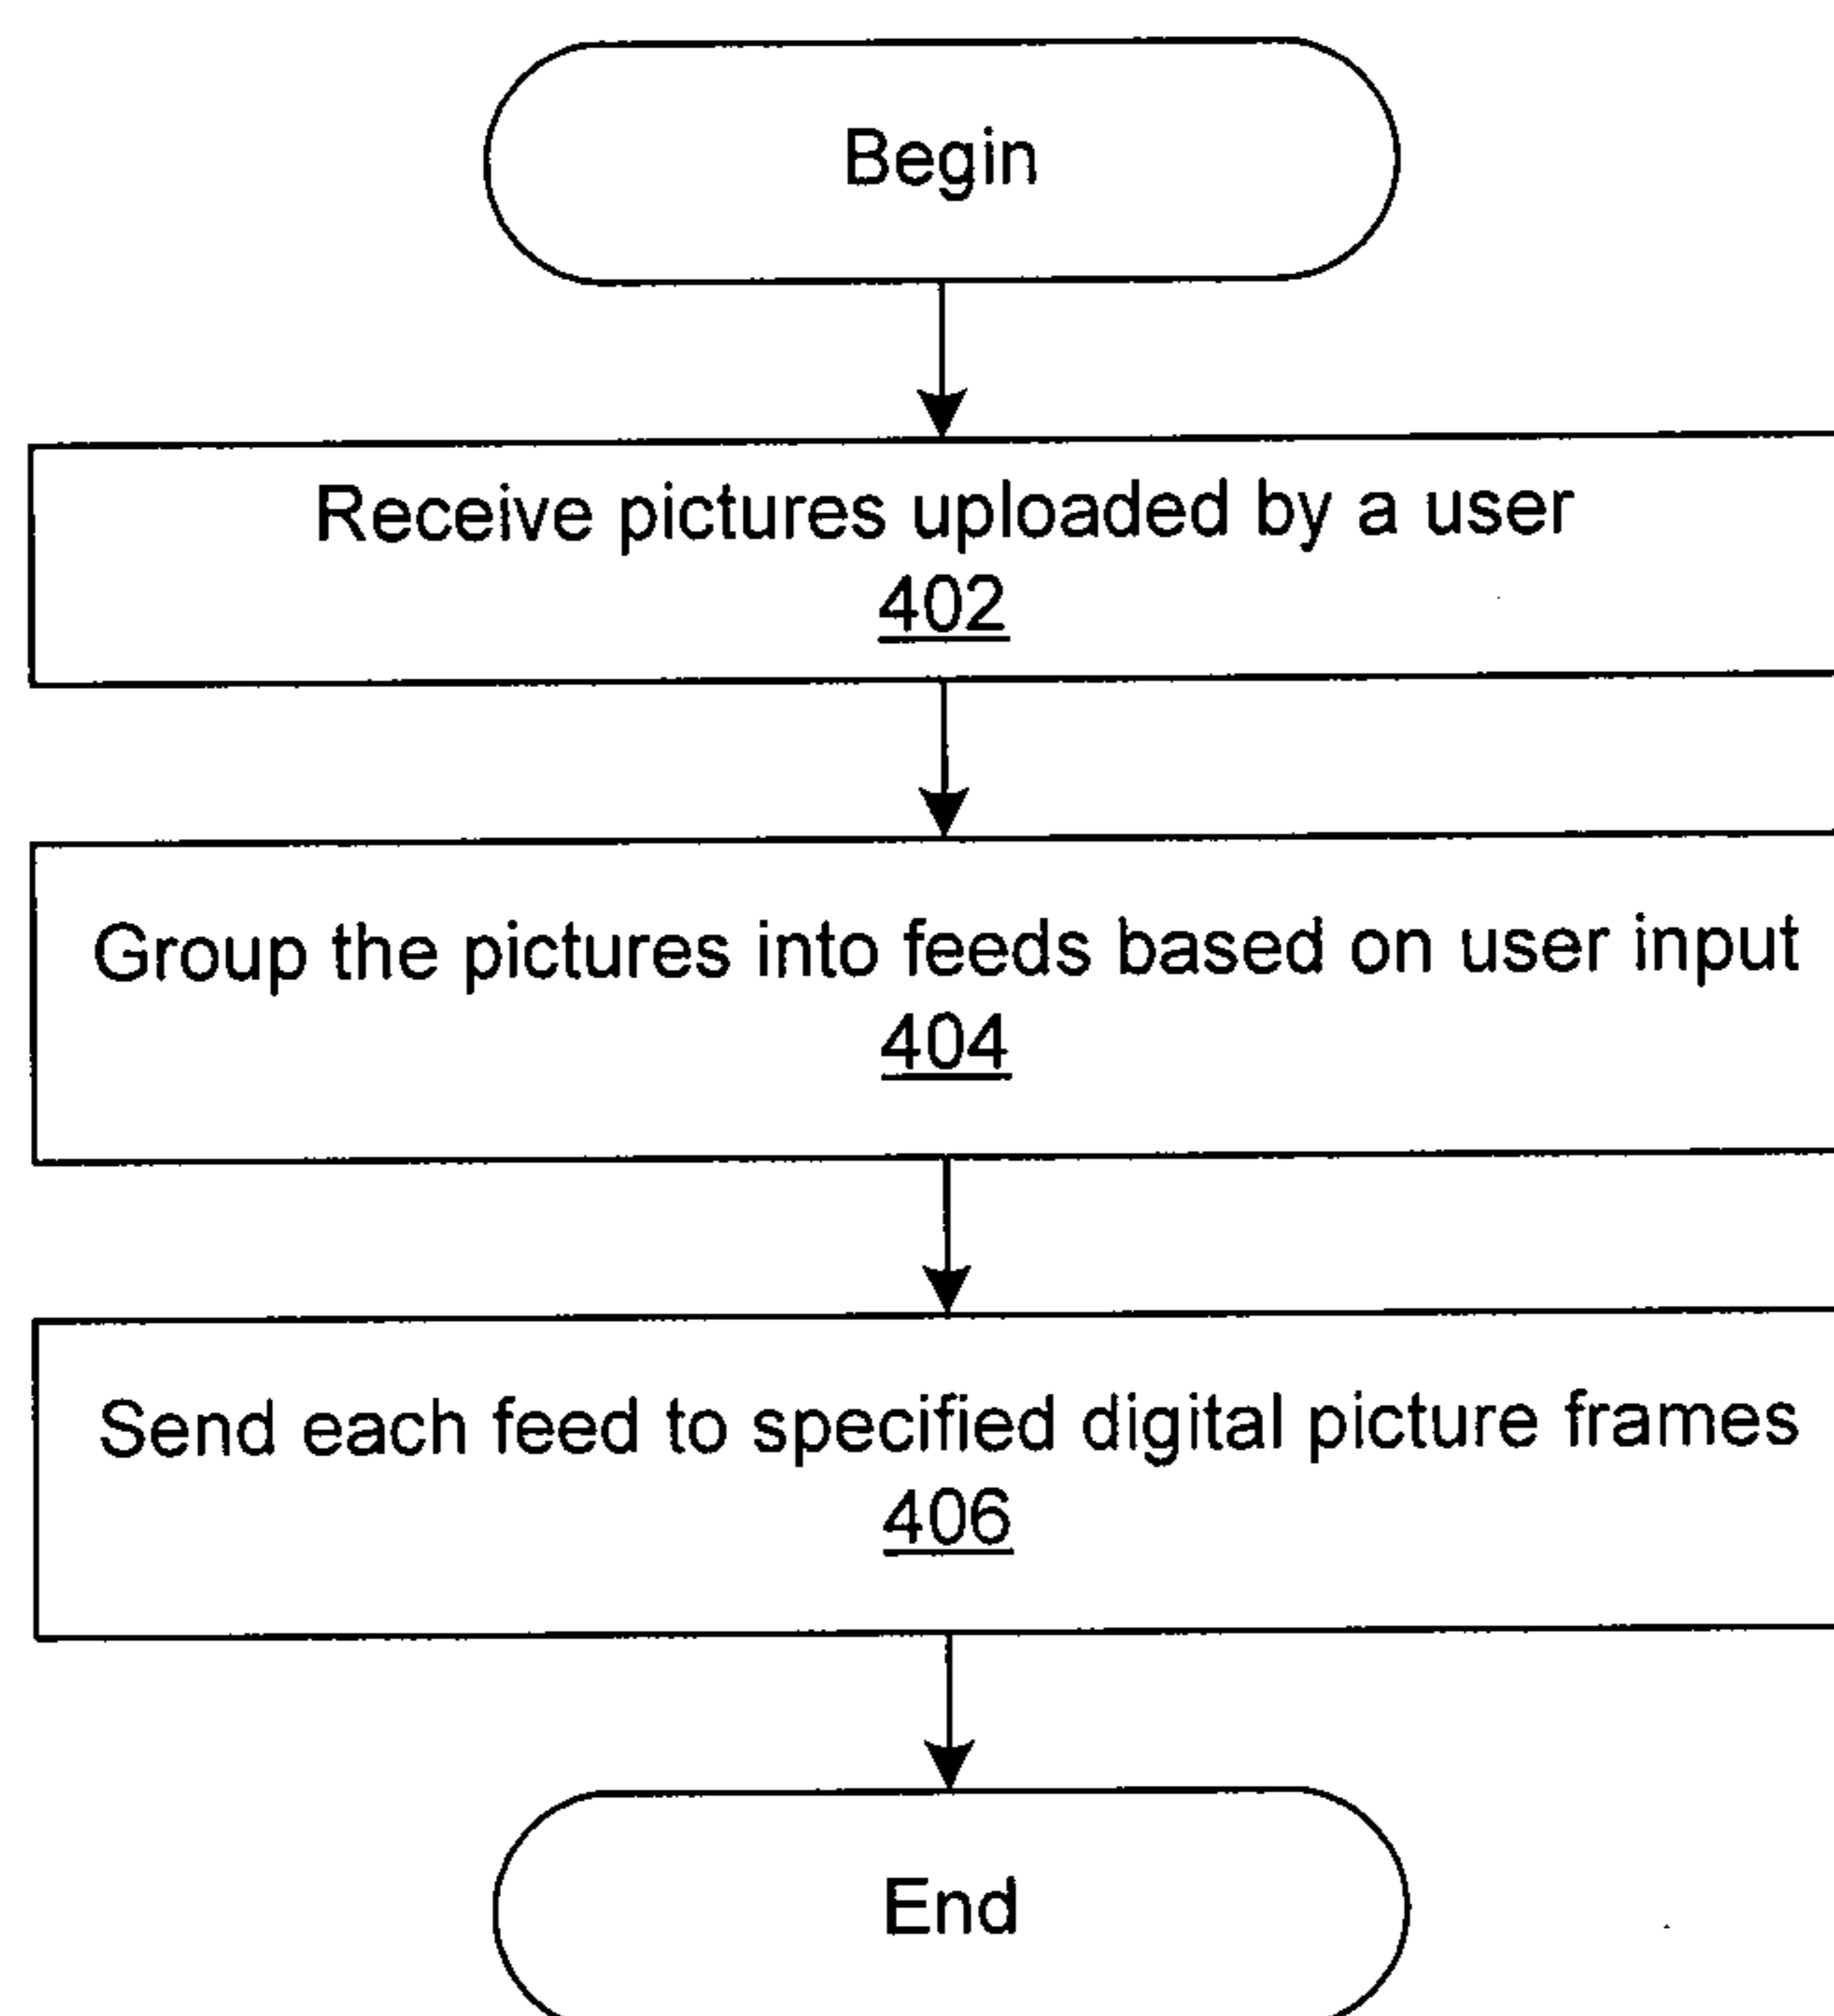 Begin
Receive pictures uploaded by a user
402
Group the pictures into feeds based on user input
404
Send each feed to specified digital picture frames
406
End